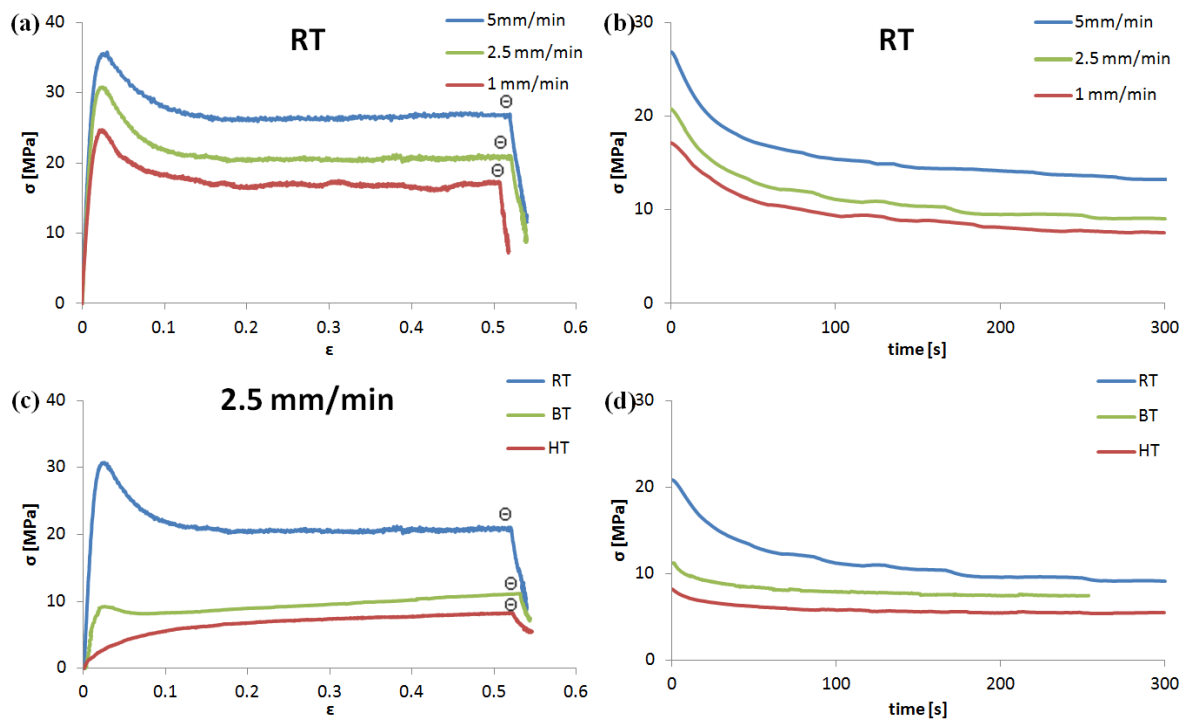 (a)
RT
5mm/min
2.5 mm/min
1 mm/min
σ [MPa]
40
30
20
10
0
0 0.1 0.2 0.3 0.4 0.5 0.6
ε
(b)
RT
5mm/min
2.5 mm/min
1 mm/min
σ [MPa]
30
20
10
0
0 100 200 300
time [s]
(c)
2.5 mm/min
RT
BT
HT
σ [MPa]
40
30
20
10
0
0 0.1 0.2 0.3 0.4 0.5 0.6
ε
(d)
RT
BT
HT
σ [MPa]
30
20
10
0
0 100 200 300
time [s]